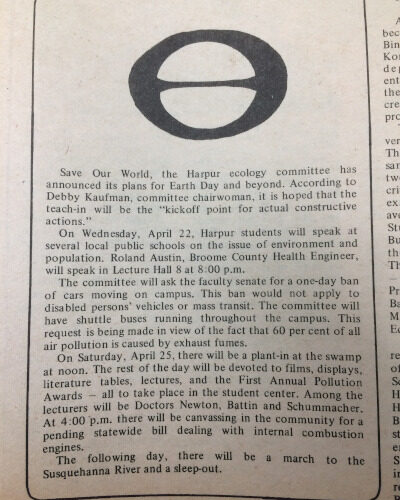 Save Our World, the Harpur ecology committee has
announced its plans for Earth Day and beyond. According to
Debby Kaufman, committee chairwoman, it is hoped that the
teach-in will be the "kickoff point for actual constructive
actions."
On Wednesday, April 22, Harpur students will speak at
several local public schools on the issue of environment and
population. Roland Austin, Broome County Health Engineer,
will speak in Lecture Hall 8 at 8:00 p.m.
The committee will ask the faculty senate for a one-day ban
of cars moving on campus. This ban would not apply to
disabled persons' vehicles or mass transit. The committee will
have shuttle buses running throughout the campus. This
request is being made in view of the fact that 60 per cent of all
air pollution is caused by exhaust fumes.
On Saturday, April 25, there will be a plant-in at the swamp
at noon. The rest of the day will be devoted to films, displays,
literature tables, lectures, and the First Annual Pollution
Awards — all to take place in the student center. Among the
lecturers will be Doctors Newton, Battin and Schummacher.
At 4:00 p.m. there will be canvassing in the community for a
pending statewide bill dealing with internal combustion
engines.
The following day, there will be a march to the
Susquehanna River and a sleep-out.